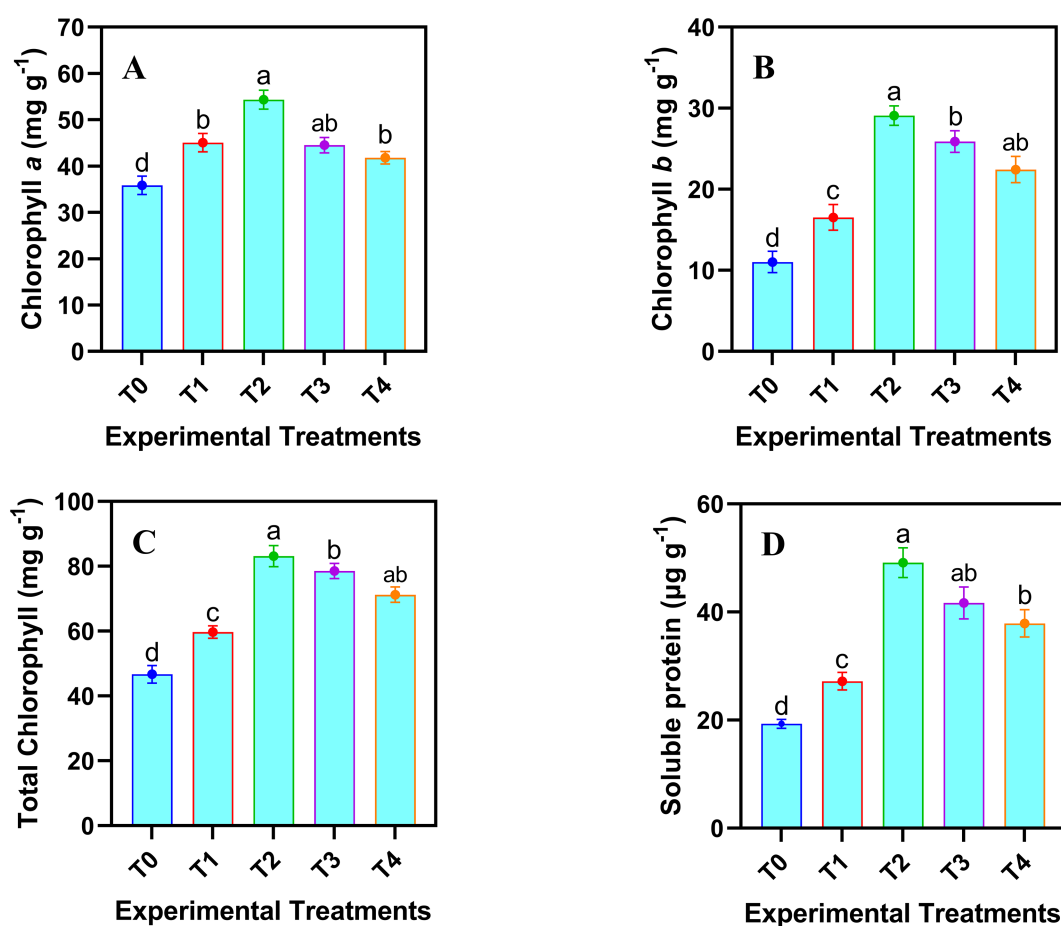 A
Chlorophyll a (mg g⁻¹)
70
60
50
40
30
20
10
0
d
b
a
ab
b
T0
T1
T2
T3
T4
Experimental Treatments
B
Chlorophyll b (mg g⁻¹)
40
30
20
10
0
d
c
a
b
ab
T0
T1
T2
T3
T4
Experimental Treatments
C
Total Chlorophyll (mg g⁻¹)
100
80
60
40
20
0
d
c
a
b
ab
T0
T1
T2
T3
T4
Experimental Treatments
D
Soluble protein (µg g⁻¹)
60
40
20
0
d
c
a
ab
b
T0
T1
T2
T3
T4
Experimental Treatments